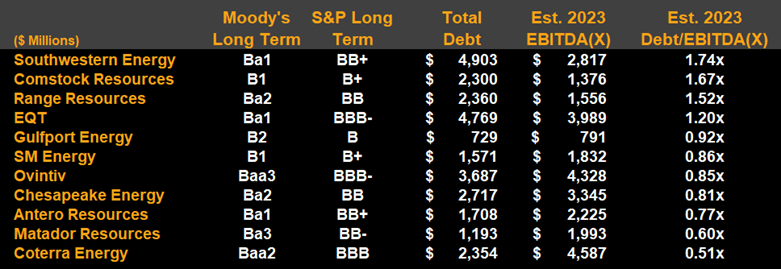 Moody's S&P Long Total Est. 2023 Est. 2023
($ Millions) Long Term Term Debt EBITDA(X) Debt/EBITDA(X)
Southwestern Energy Ba1 BB+ $ 4,903 $ 2,817 1.74x
Comstock Resources B1 B+ $ 2,300 $ 1,376 1.67x
Range Resources Ba2 BB $ 2,360 $ 1,556 1.52x
EQT Ba1 BBB- $ 4,769 $ 3,989 1.20x
Gulfport Energy B2 B $ 729 $ 791 0.92x
SM Energy B1 B+ $ 1,571 $ 1,832 0.86x
Ovintiv Baa3 BBB- $ 3,687 $ 4,328 0.85x
Chesapeake Energy Ba2 BB $ 2,717 $ 3,345 0.81x
Antero Resources Ba1 BB+ $ 1,708 $ 2,225 0.77x
Matador Resources Ba3 BB- $ 1,193 $ 1,993 0.60x
Coterra Energy Baa2 BBB $ 2,354 $ 4,587 0.51x